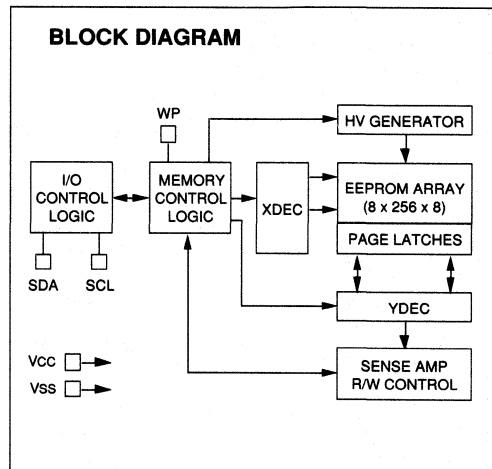 BLOCK DIAGRAM
WP
HV GENERATOR
I/O
CONTROL
LOGIC
MEMORY
CONTROL
LOGIC
XDEC
EEPROM ARRAY
(8 x 256 x 8)
PAGE LATCHES
SDA
SCL
YDEC
VCC
VSS
SENSE AMP
R/W CONTROL